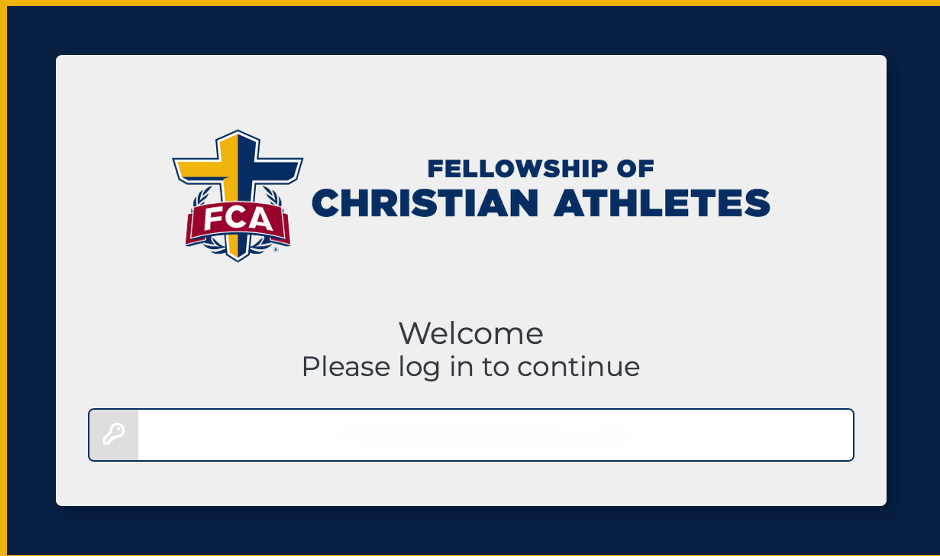 FCA
FELLOWSHIP OF
CHRISTIAN ATHLETES
Welcome
Please log in to continue